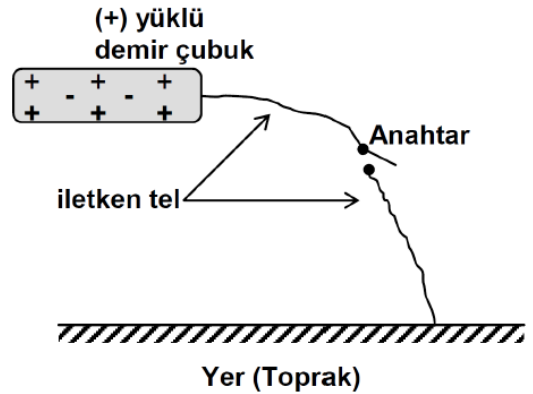 (+) yüklü
demir çubuk
+ + +
- -
+ + +
Anahtar
iletken tel
Yer (Toprak)